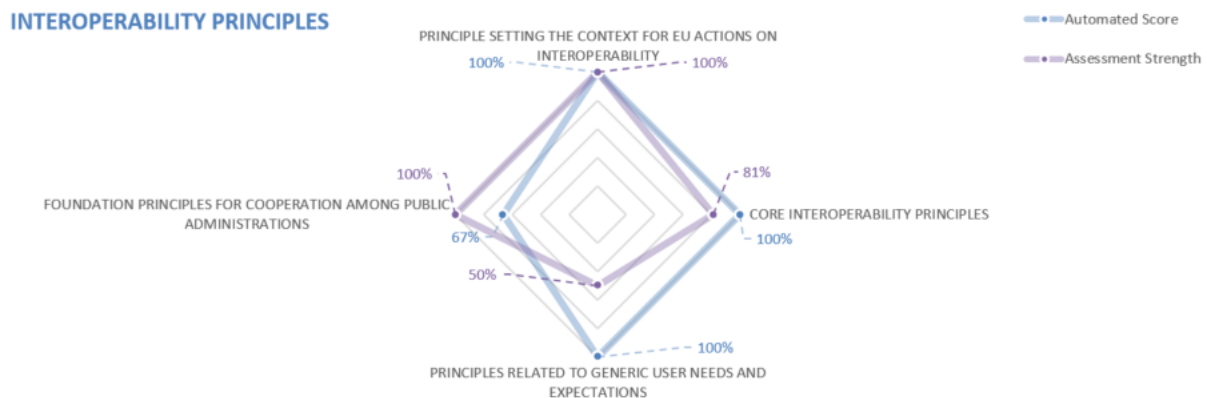 INTEROPERABILITY PRINCIPLES
Automated Score
Assessment Strength
PRINCIPLE SETTING THE CONTEXT FOR EU ACTIONS ON
INTEROPERABILITY
100%
100%
100%
81%
FOUNDATION PRINCIPLES FOR COOPERATION AMONG PUBLIC
ADMINISTRATIONS
CORE INTEROPERABILITY PRINCIPLES
67%
100%
50%
100%
PRINCIPLES RELATED TO GENERIC USER NEEDS AND
EXPECTATIONS